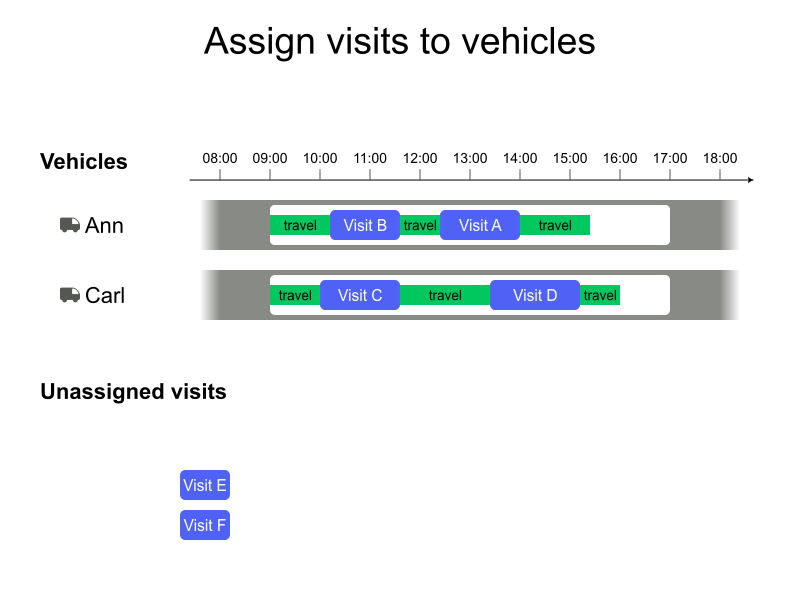 Assign visits to vehicles
Vehicles
08:00 09:00 10:00 11:00 12:00 13:00 14:00 15:00 16:00 17:00 18:00
Ann
travel Visit B travel Visit A travel
Carl
travel Visit C travel Visit D travel
Unassigned visits
Visit E
Visit F